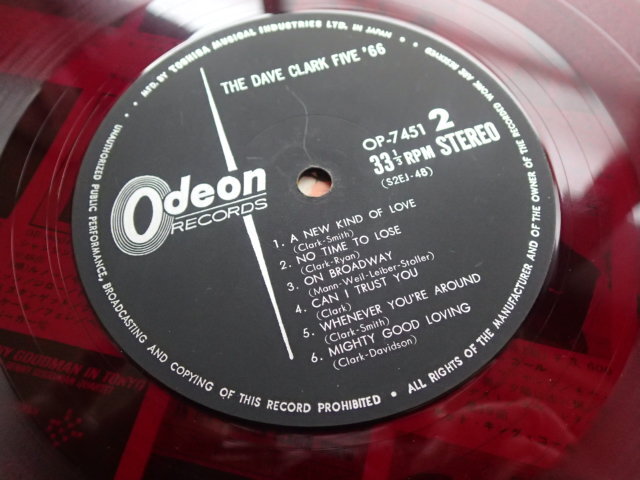 MFD. BY TOSHIBA MUSICAL INDUSTRIES LTD. IN JAPAN
ALL RIGHTS OF THE MANUFACTURER AND OF THE OWNER OF THE RECORDED WORK ARE RESERVED
UNAUTHORIZED PUBLIC PERFORMANCE, BROADCASTING AND COPYING OF THIS RECORD PROHIBITED
THE DAVE CLARK FIVE '66
OP-7451 2
33 1/3 RPM STEREO
(S2EJ-46)
Odeon
RECORDS
1. A NEW KIND OF LOVE
(Clark-Smith)
2. NO TIME TO LOSE
(Clark-Ryan)
3. ON BROADWAY
(Mann-Weil-Leiber-Stoller)
4. CAN I TRUST YOU
(Clark)
5. WHENEVER YOU'RE AROUND
(Clark-Smith)
6. MIGHTY GOOD LOVING
(Clark-Davidson)
GOODMAN IN TOKYO